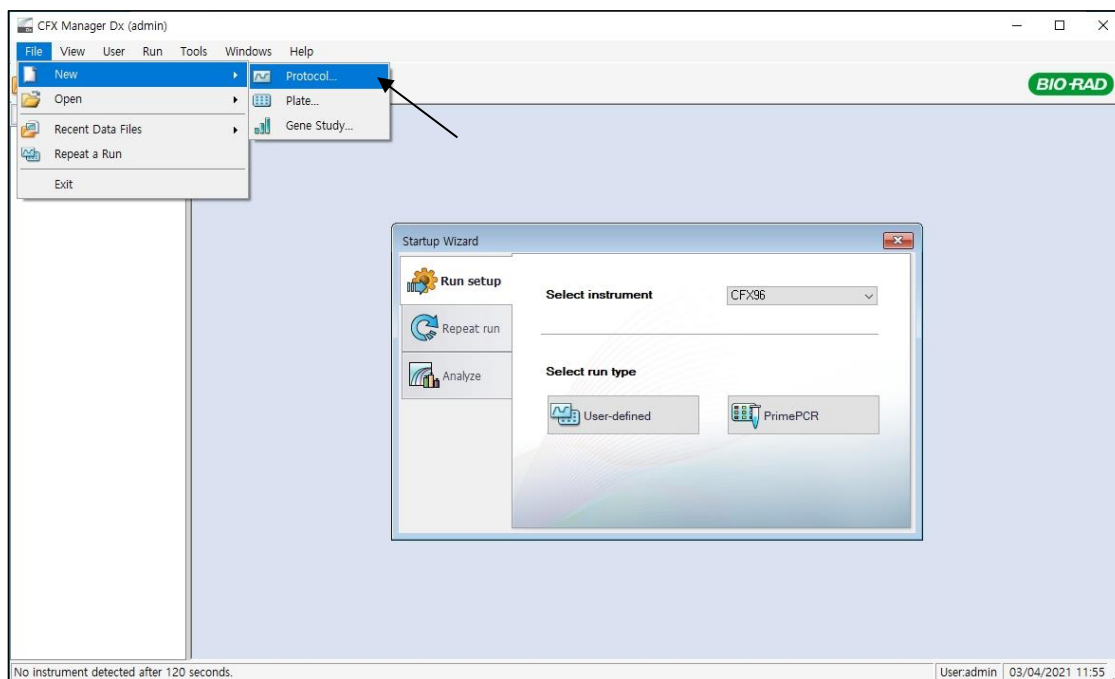 CFX Manager Dx (admin)
File View User Run Tools Windows Help
New
Protocol...
Open
Plate...
Recent Data Files
Gene Study...
Repeat a Run
Exit
BIO-RAD
Startup Wizard
Run setup
Repeat run
Analyze
Select instrument CFX96
Select run type
User-defined PrimePCR
No instrument detected after 120 seconds.
User:admin 03/04/2021 11:55